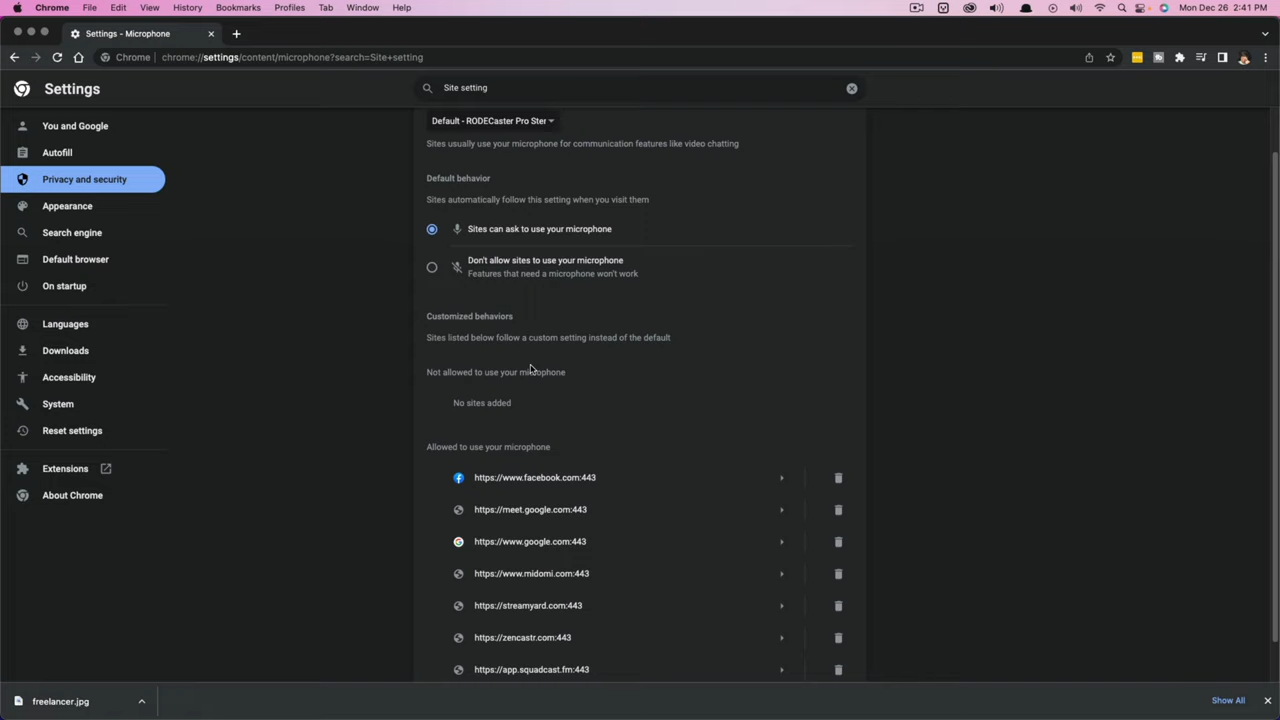 Chrome File Edit View History Bookmarks Profiles Tab Window Help Mon Dec 26 2:41 PM
Settings - Microphone
Chrome chrome://settings/content/microphone?search=Site+setting
Settings
Site setting
You and Google
Autofill
Privacy and security
Appearance
Search engine
Default browser
On startup
Languages
Downloads
Accessibility
System
Reset settings
Extensions
About Chrome
Default - RODECaster Pro Ster
Sites usually use your microphone for communication features like video chatting
Default behavior
Sites automatically follow this setting when you visit them
Sites can ask to use your microphone
Don't allow sites to use your microphone
Features that need a microphone won't work
Customized behaviors
Sites listed below follow a custom setting instead of the default
Not allowed to use your microphone
No sites added
Allowed to use your microphone
https://www.facebook.com:443
https://meet.google.com:443
https://www.google.com:443
https://www.midomi.com:443
https://streamyard.com:443
https://zencastr.com:443
https://app.squadcast.fm:443
freelancer.jpg
Show All